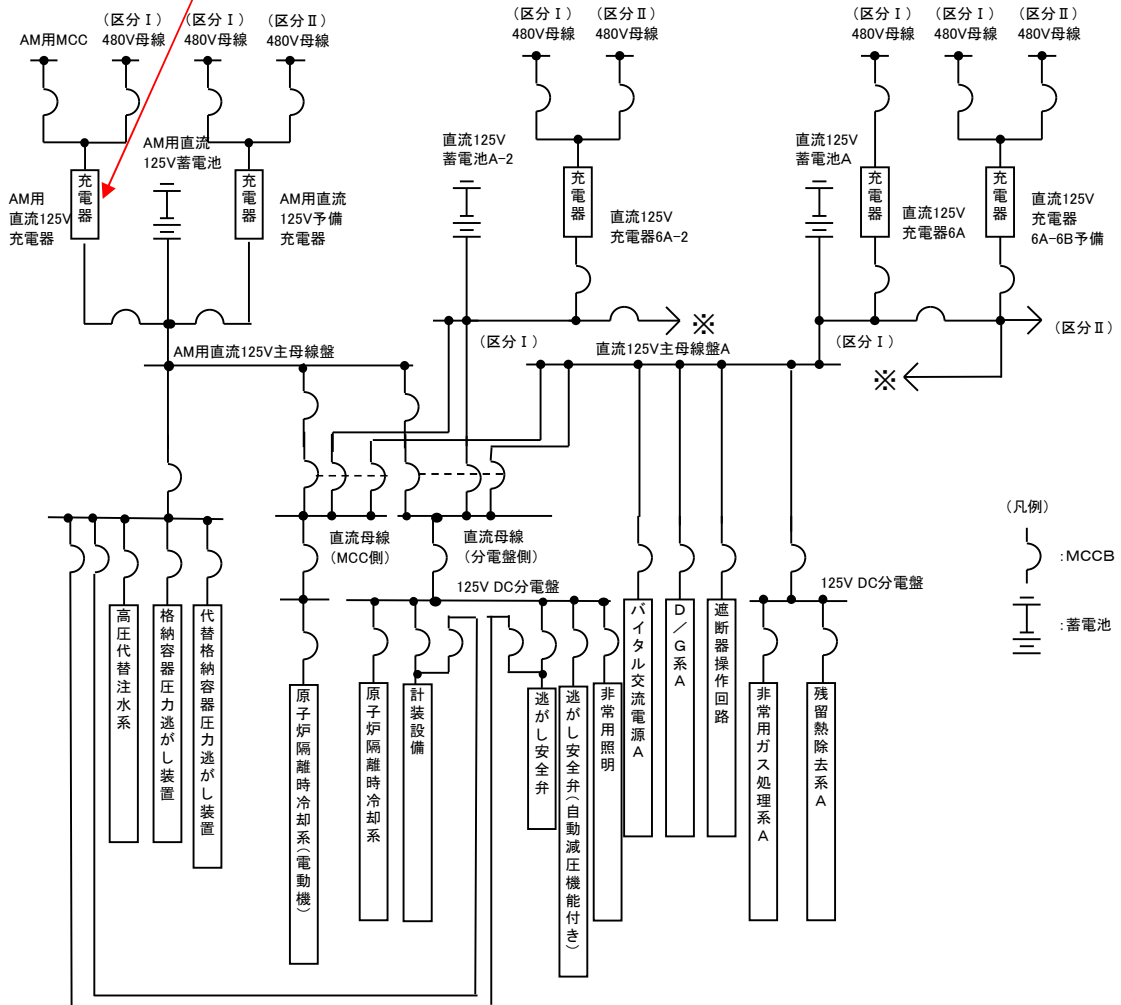 (区分Ⅰ) (区分Ⅰ) (区分Ⅱ)
AM用MCC 480V母線 480V母線 480V母線
(区分Ⅰ) (区分Ⅱ)
480V母線 480V母線
(区分Ⅰ) (区分Ⅰ) (区分Ⅱ)
480V母線 480V母線 480V母線
AM用
直流125V
充電器
充電器
AM用直流
125V蓄電池
充電器
AM用直流
125V予備
充電器
直流125V
蓄電池A-2
充電器
直流125V
充電器6A-2
直流125V
蓄電池A
充電器
直流125V
充電器6A
充電器
直流125V
充電器
6A-6B予備
※
(区分Ⅱ)
AM用直流125V主母線盤
(区分Ⅰ)
直流125V主母線盤A
(区分Ⅰ)
※
直流母線
(MCC側)
直流母線
(分電盤側)
125V DC分電盤
125V DC分電盤
高圧代替注水系
格納容器圧力逃がし装置
代替格納容器圧力逃がし装置
原子炉隔離時冷却系(電動機)
原子炉隔離時冷却系
計装設備
逃がし安全弁
逃がし安全弁(自動減圧機能付き)
非常用照明
バイタル交流電源A
D/G系A
遮断器操作回路
非常用ガス処理系A
残留熱除去系A
(凡例)
:MCCB
:蓄電池